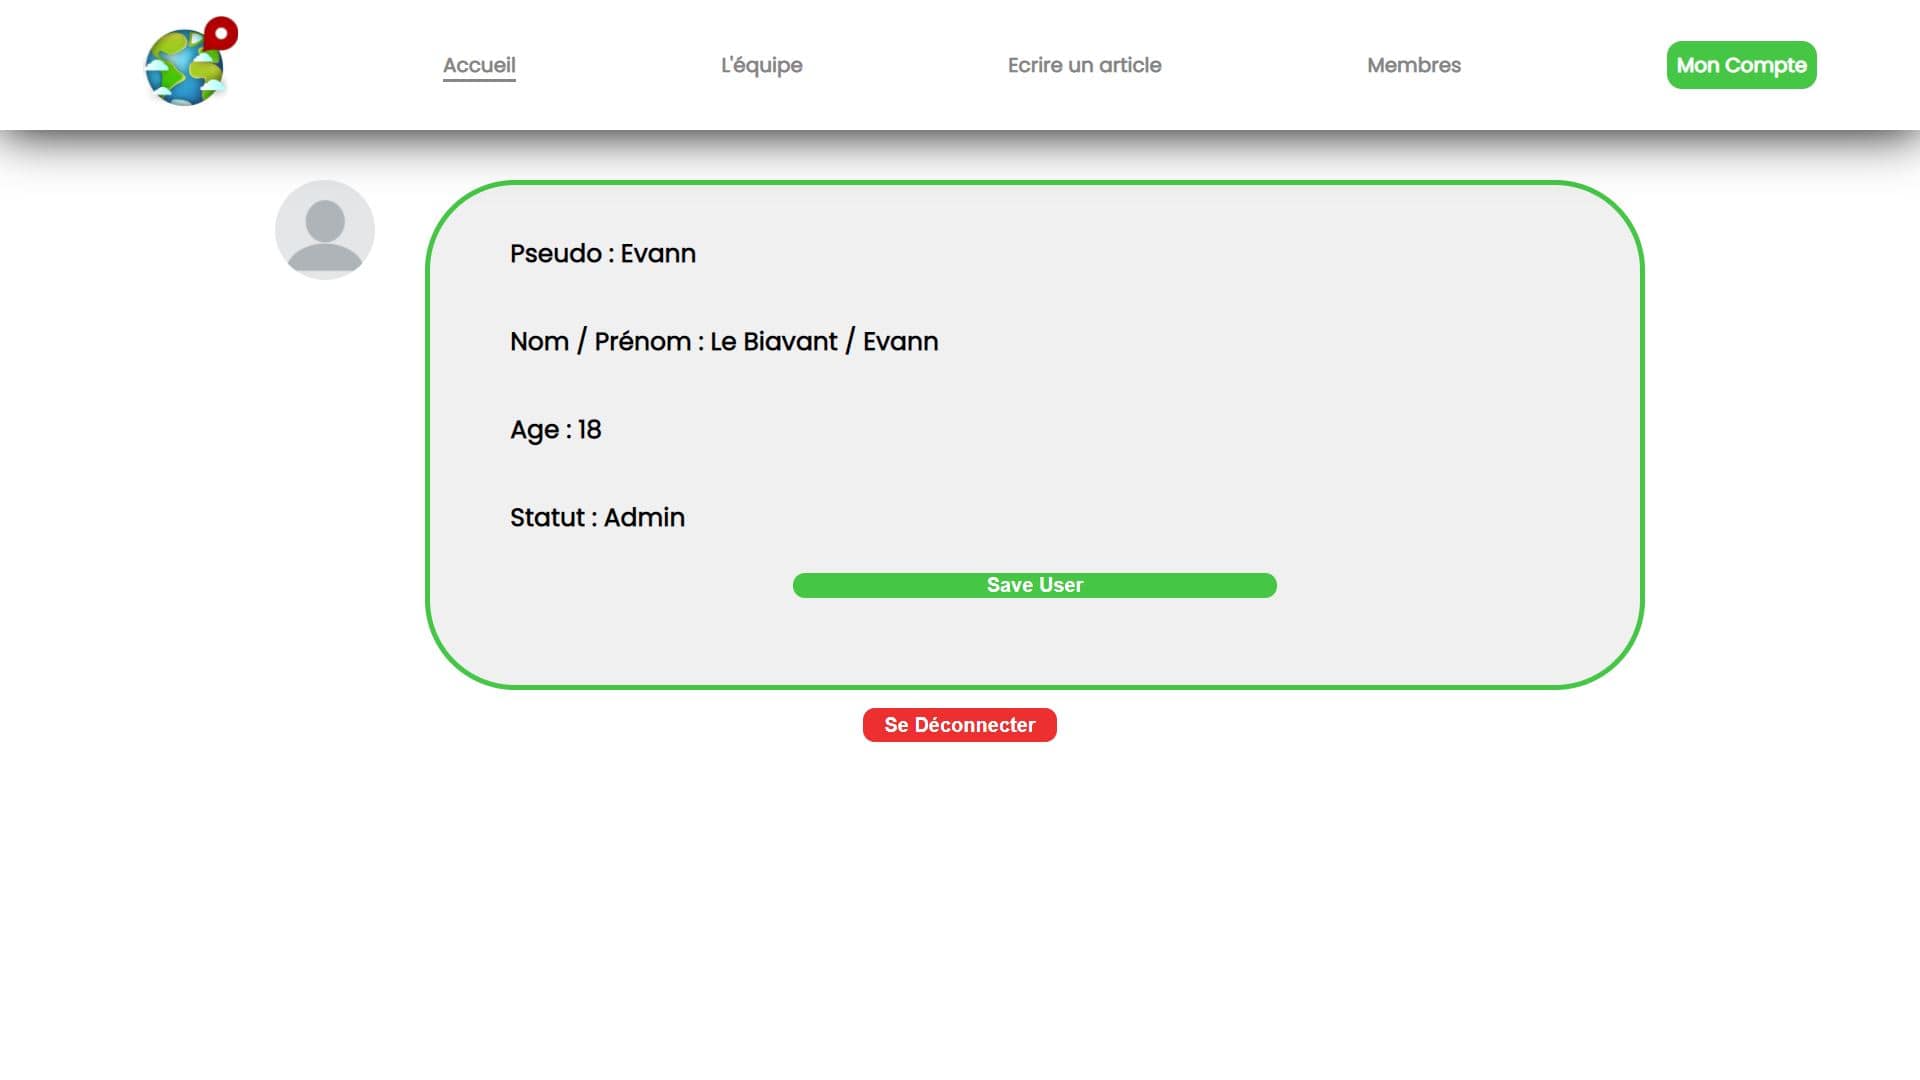 Accueil
L'équipe
Ecrire un article
Membres
Mon Compte
Pseudo : Evann
Nom / Prénom : Le Biavant / Evann
Age : 18
Statut : Admin
Save User
Se Déconnecter